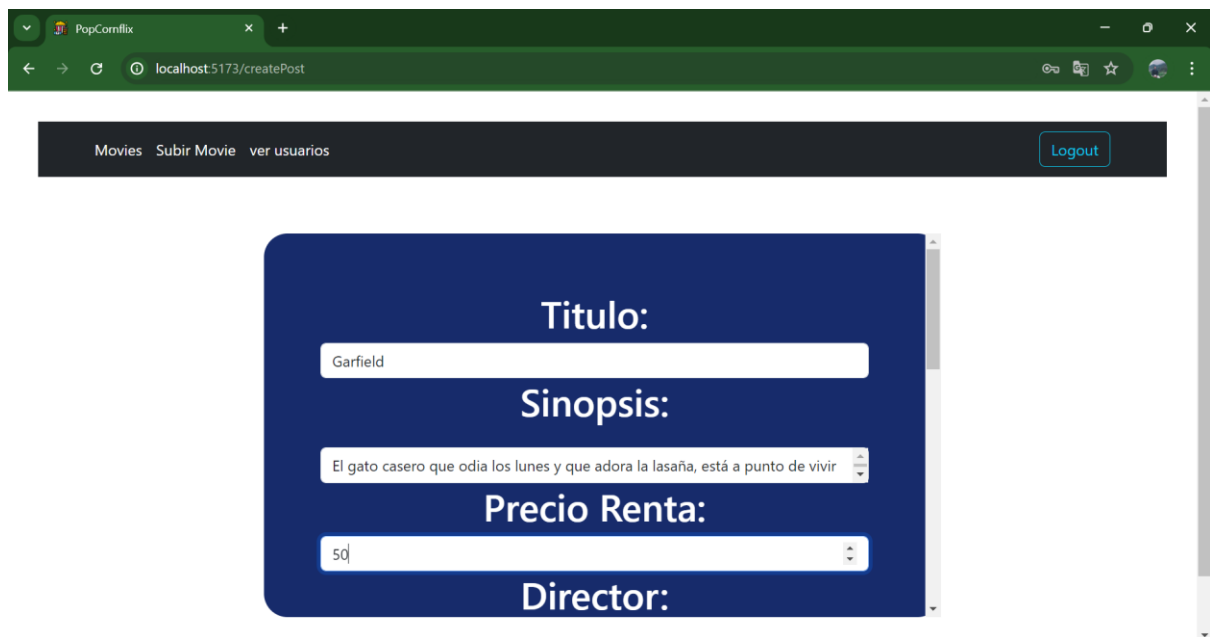 PopCornflix
localhost:5173/createPost
Movies Subir Movie ver usuarios Logout
Titulo:
Garfield
Sinopsis:
El gato casero que odia los lunes y que adora la lasaña, está a punto de vivir
Precio Renta:
50
Director: